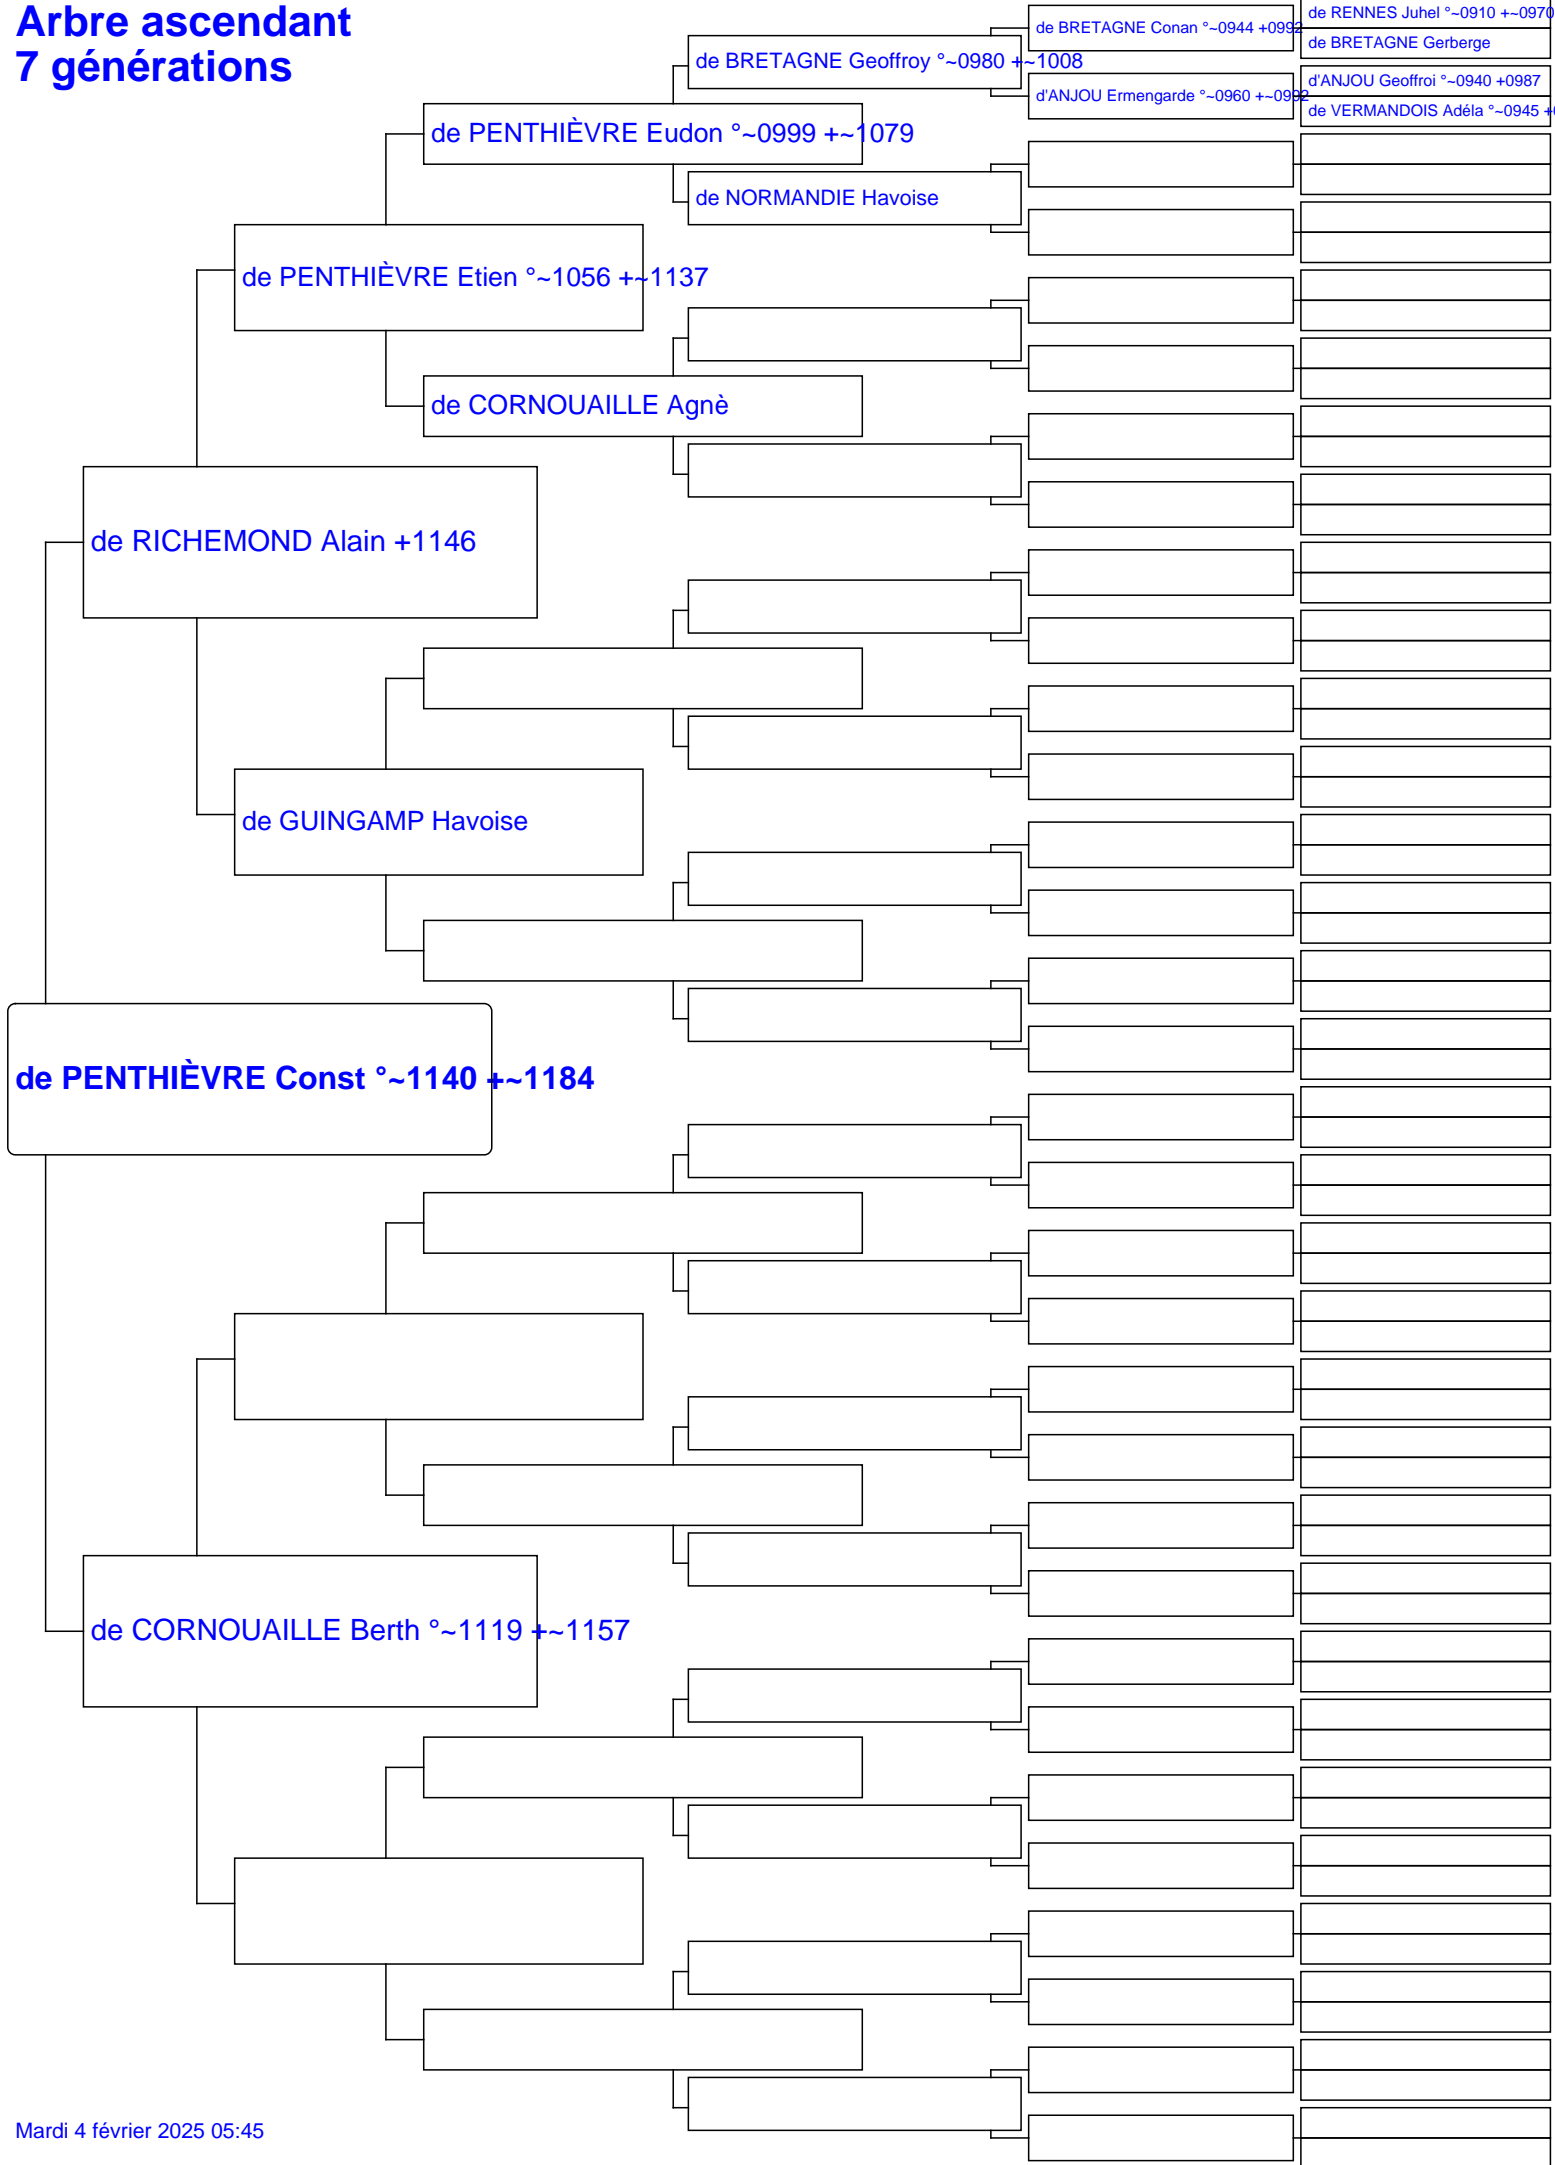 Arbre ascendant
7 générations
de RENNES Juhel °~0910 +~0970
de BRETAGNE Conan °~0944 +0992
de BRETAGNE Gerberge
de BRETAGNE Geoffroy °~0980 +~1008
d'ANJOU Geoffroi °~0940 +0987
d'ANJOU Ermengarde °~0960 +~0992
de VERMANDOIS Adéla °~0945 +
de PENTHIÈVRE Eudon °~0999 +~1079
de NORMANDIE Havoise
de PENTHIÈVRE Etien °~1056 +~1137
de CORNOUAILLE Agnè
de RICHEMOND Alain +1146
de GUINGAMP Havoise
de PENTHIÈVRE Const °~1140 +~1184
de CORNOUAILLE Berth °~1119 +~1157
Mardi 4 février 2025 05:45